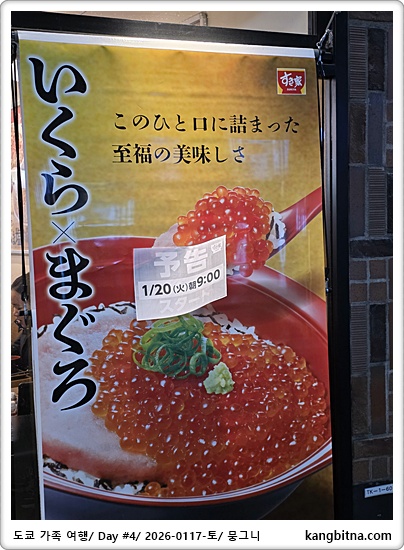 すき家
いくら×まぐろ
このひと口に詰まった
至福の美味しさ
予告
1/20(火)朝9:00
スタート!
TK-1-60
도쿄 가족 여행/ Day #4/ 2026-0117-토/ 뭉그니
kangbitna.com